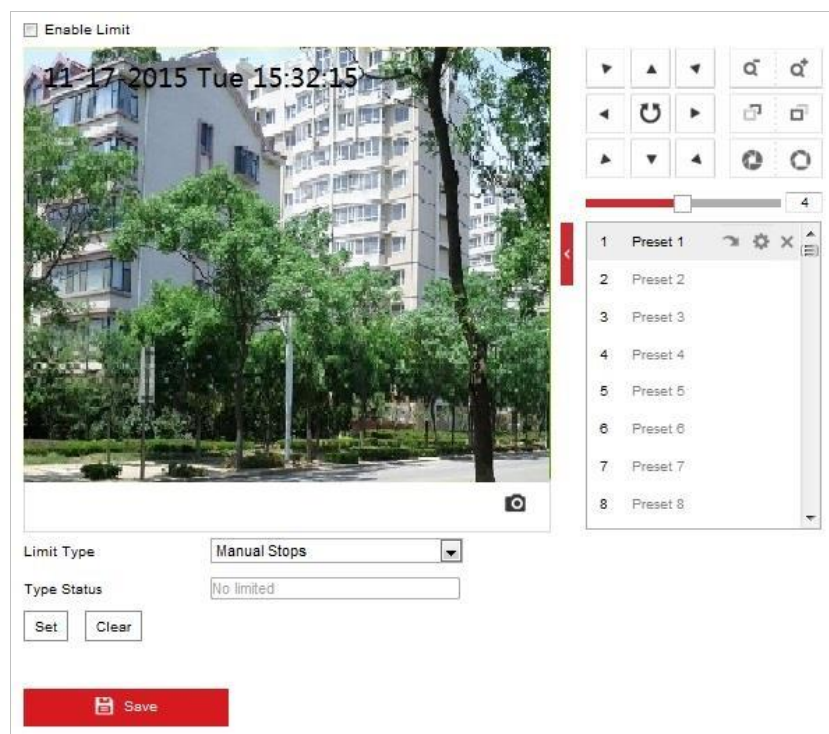 Enable Limit
11-17-2015 Tue 15:32:15
4
1 Preset 1
2 Preset 2
3 Preset 3
4 Preset 4
5 Preset 5
6 Preset 6
7 Preset 7
8 Preset 8
Limit Type Manual Stops
Type Status No limited
Set Clear
Save